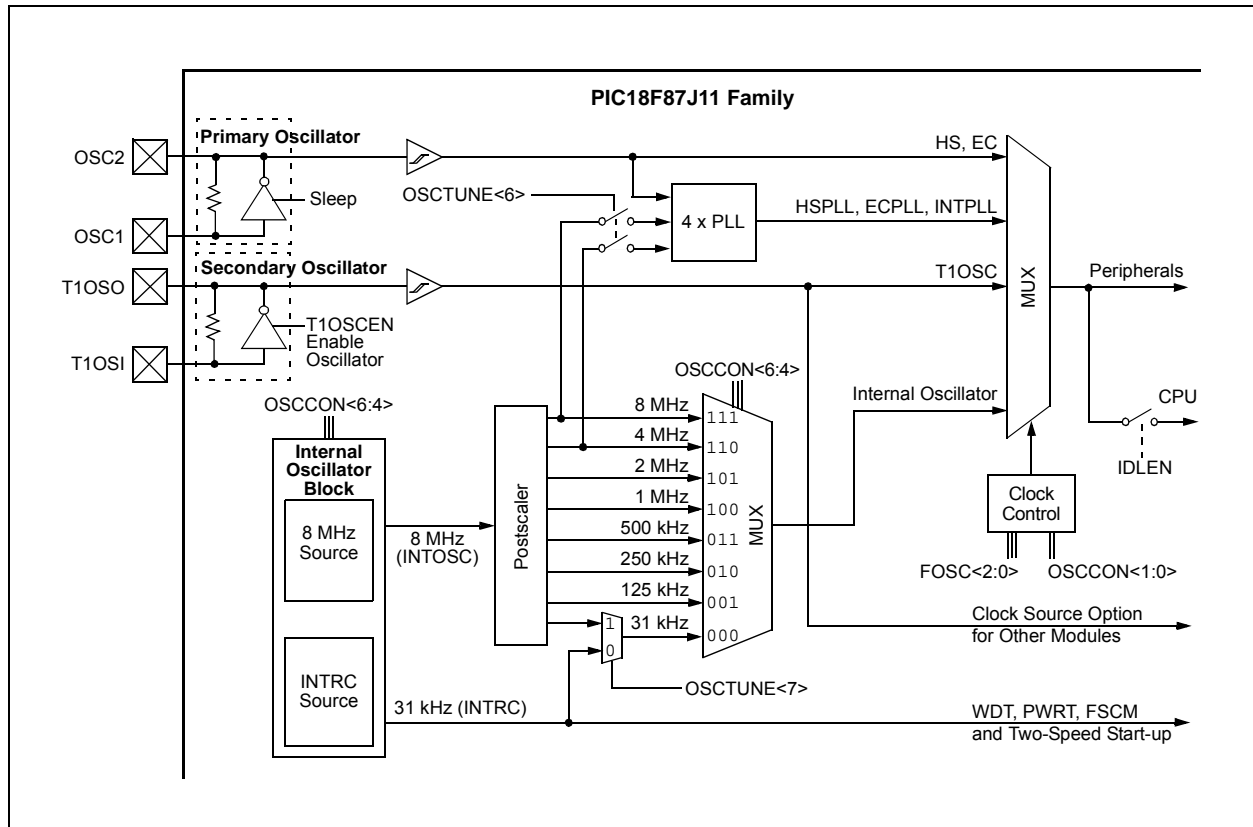 PIC18F87J11 Family
Primary Oscillator
OSC2
HS, EC
OSCTUNE<6>
Sleep
4 x PLL
HSPLL, ECPLL, INTPLL
OSC1
Secondary Oscillator
T1OSO
T1OSC
MUX
Peripherals
T1OSCEN
Enable
Oscillator
T1OSI
OSCCON<6:4>
Internal Oscillator
CPU
IDLEN
OSCCON<6:4>
Internal
Oscillator
Block
8 MHz
Source
8 MHz
(INTOSC)
Postscaler
8 MHz
111
4 MHz
110
2 MHz
101
1 MHz
100
500 kHz
011
250 kHz
010
125 kHz
001
1
0
31 kHz
000
MUX
Clock
Control
FOSC<2:0>
OSCCON<1:0>
Clock Source Option
for Other Modules
OSCTUNE<7>
INTRC
Source
31 kHz (INTRC)
WDT, PWRT, FSCM
and Two-Speed Start-up